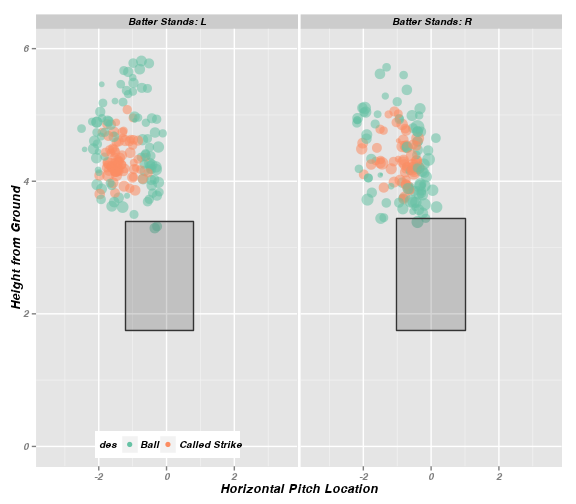 Batter Stands: L
Batter Stands: R
6
4
2
0
Height from Ground
des Ball Called Strike
-2 0 2 -2 0 2
Horizontal Pitch Location